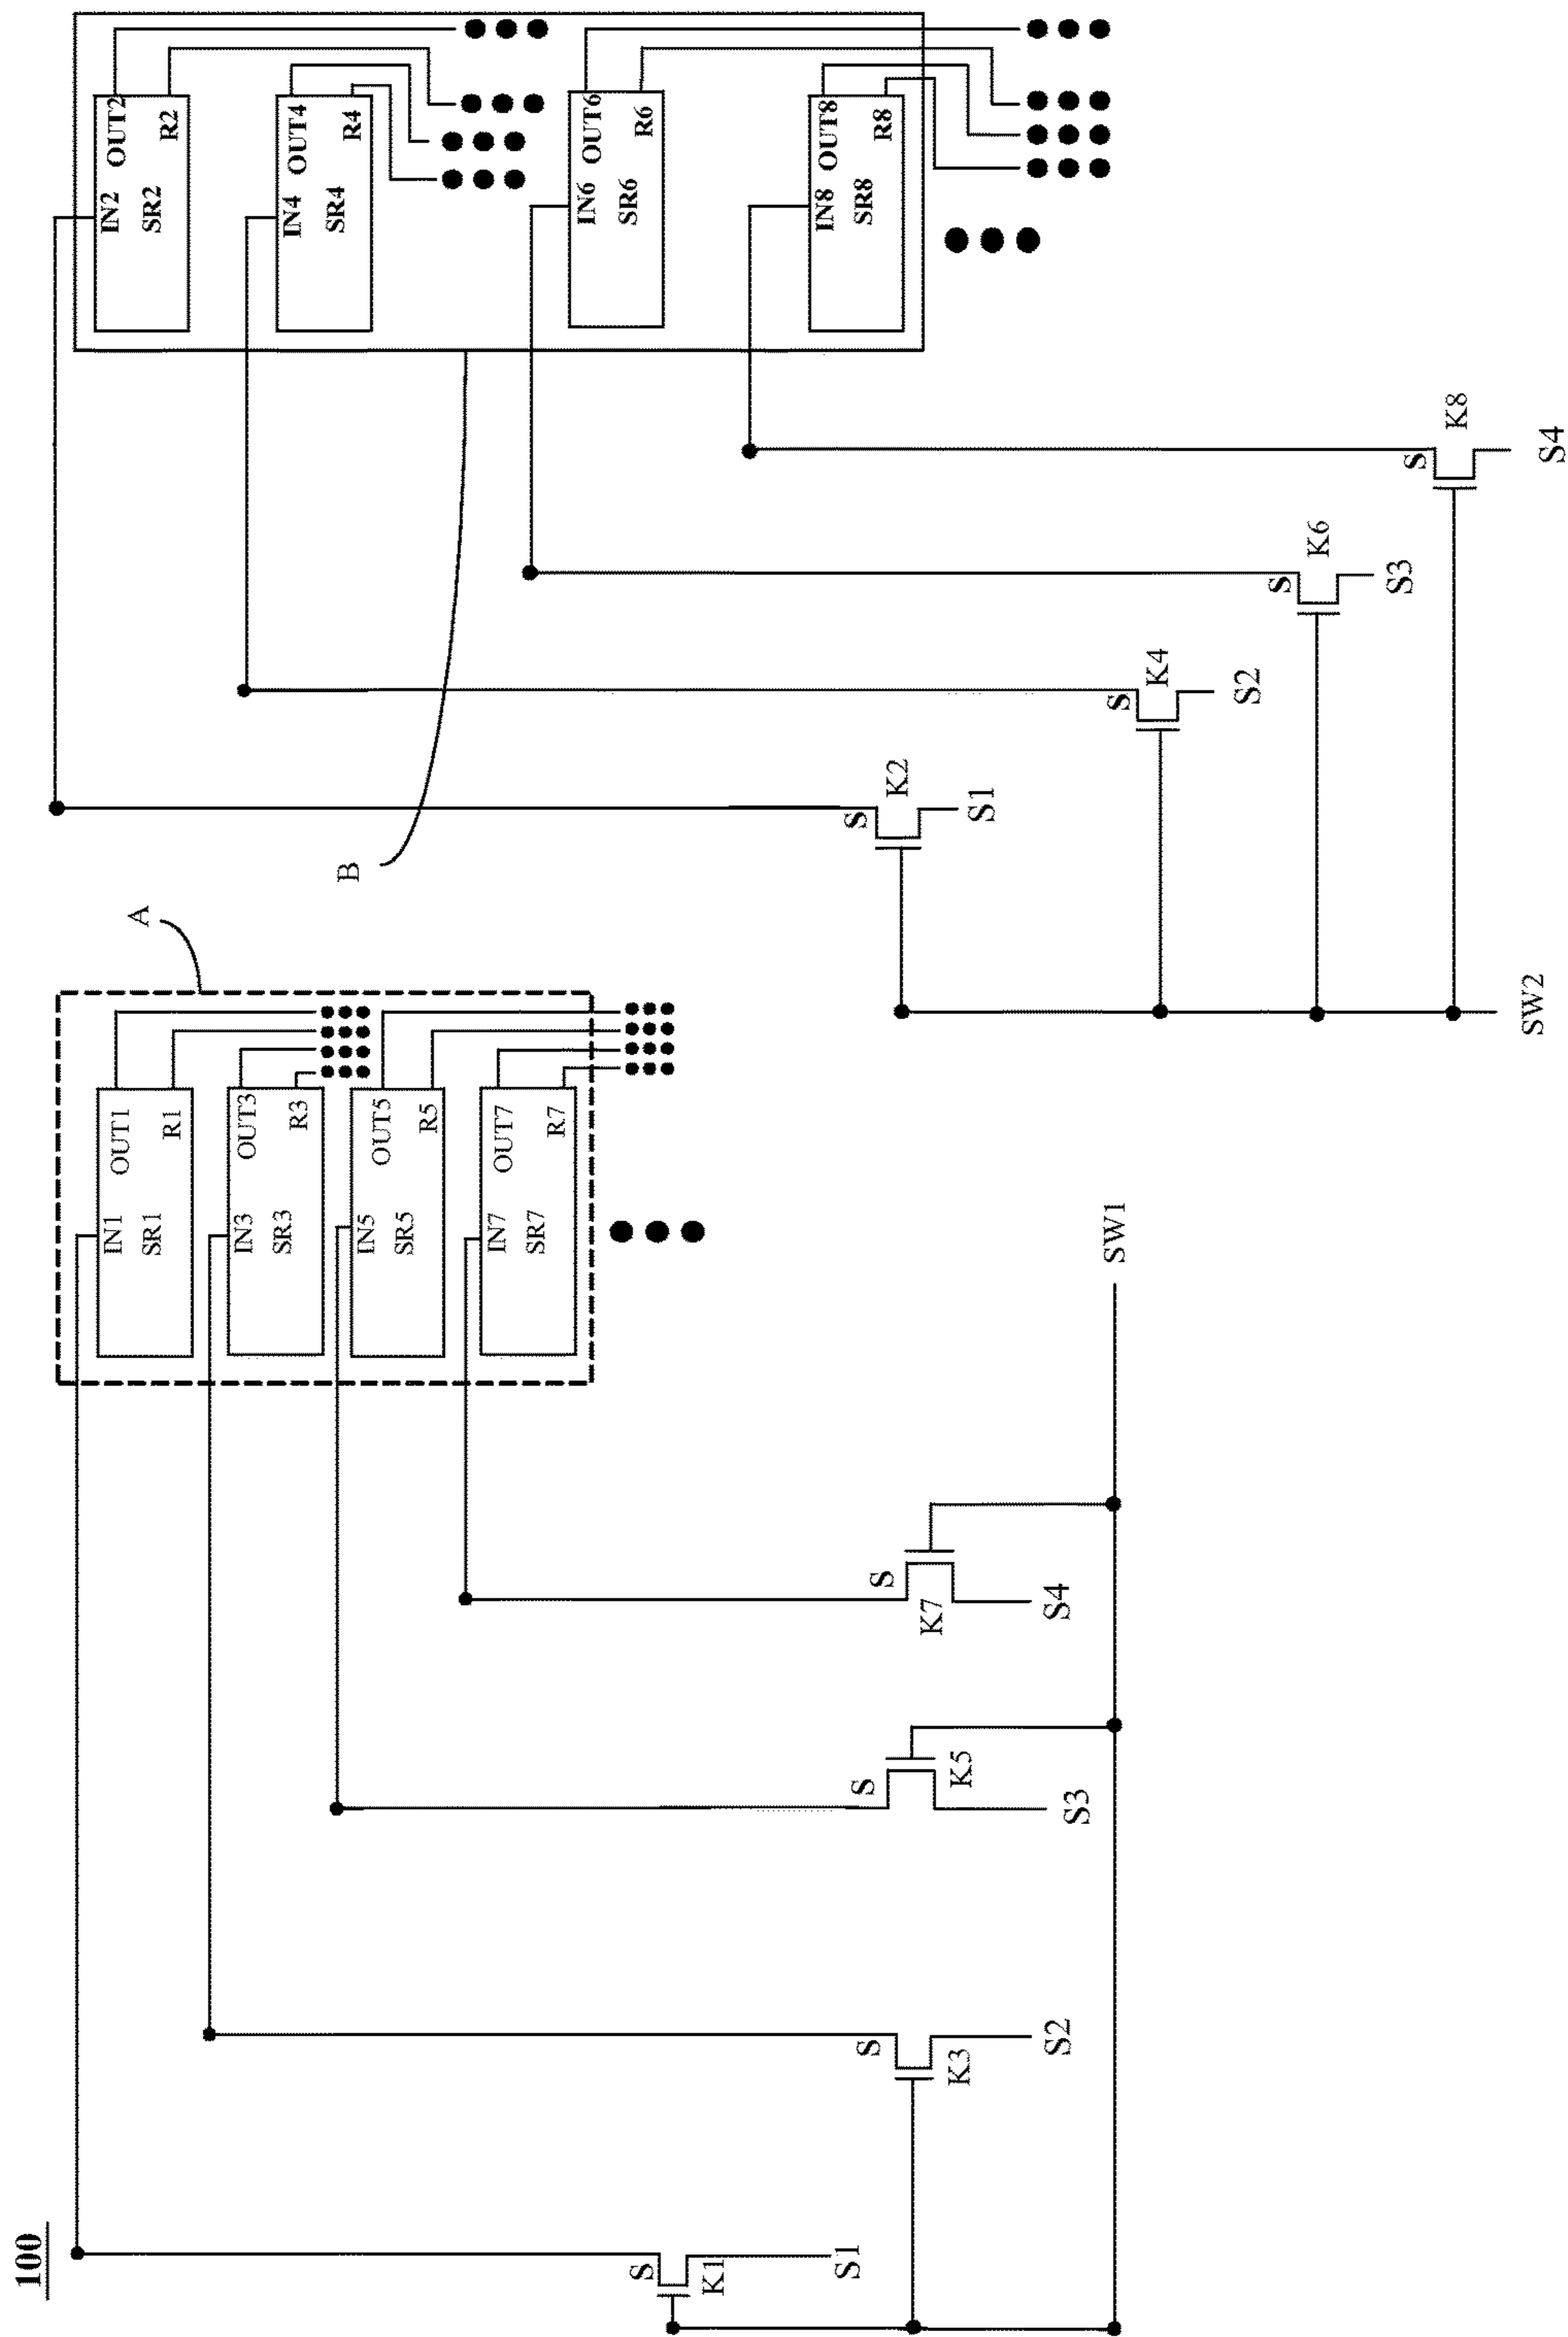 100
A
IN1 OUT1
SR1 R1
IN3 OUT3
SR3 R3
IN5 OUT5
SR5 R5
IN7 OUT7
SR7 R7
B
IN2 OUT2
SR2 R2
IN4 OUT4
SR4 R4
IN6 OUT6
SR6 R6
IN8 OUT8
SR8 R8
S
K1
S1
S
K3
S2
S
K5
S3
S
K7
S4
SW1
S
K2
S1
S
K4
S2
S
K6
S3
S
K8
S4
SW2